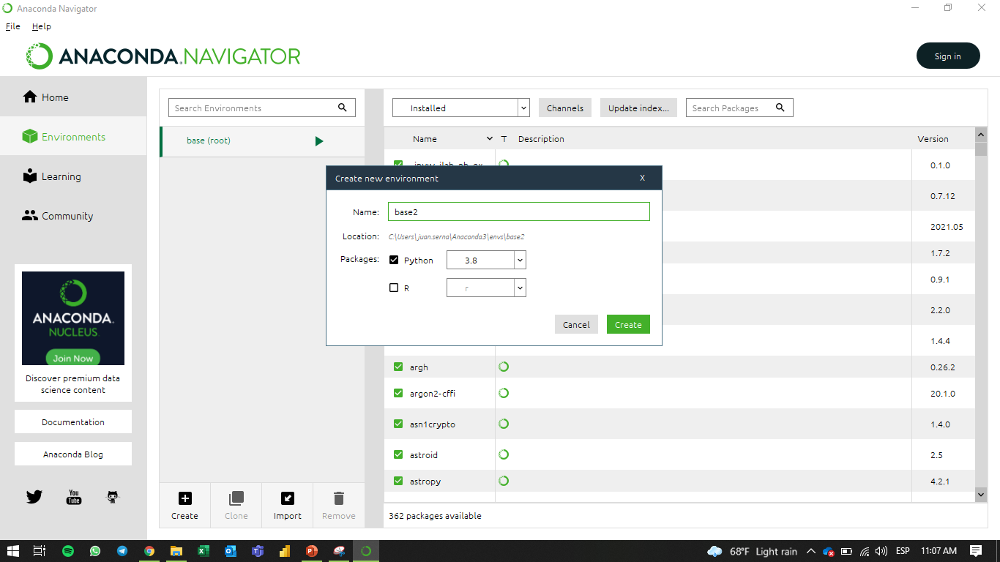 Anaconda Navigator
File Help
ANACONDA.NAVIGATOR
Sign in
Home
Environments
Learning
Community
ANACONDA.
NUCLEUS
Join Now
Discover premium data
science content
Documentation
Anaconda Blog
You
Tube
Search Environments
base (root)
Create Clone Import Remove
Installed Channels Update index... Search Packages
Name T Description Version
0.1.0
0.7.12
2021.05
1.7.2
0.9.1
2.2.0
1.4.4
argh 0.26.2
argon2-cffi 20.1.0
asn1crypto 1.4.0
astroid 2.5
astropy 4.2.1
362 packages available
Create new environment X
Name: base2
Location: C:\Users\juan.serna\Anaconda3\envs\base2
Packages: Python 3.8
R r
Cancel Create
68°F Light rain ESP 11:07 AM